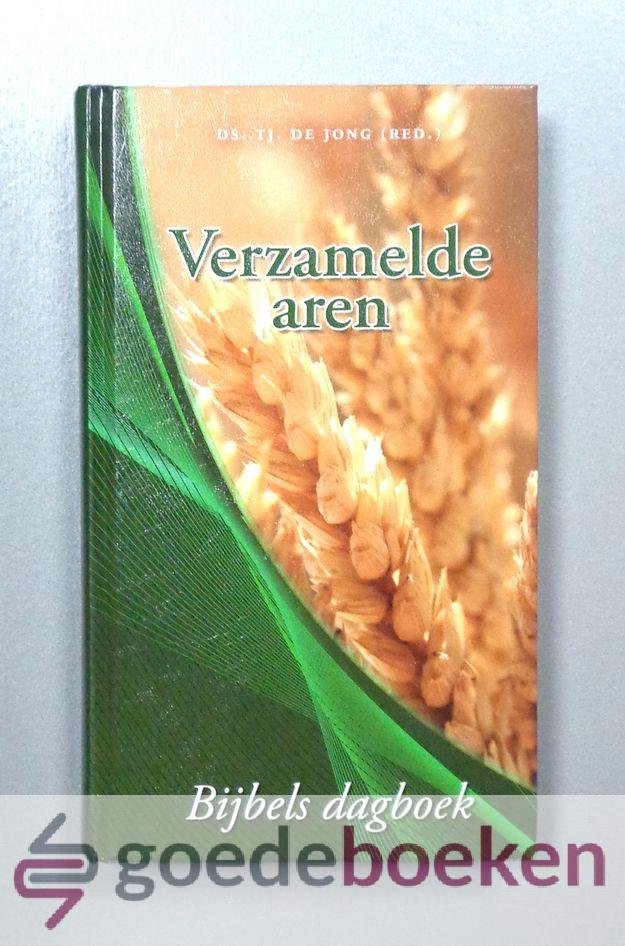 DS. TJ. DE JONG (RED.)
Verzamelde
aren
Bijbels dagboek
goedeboeken